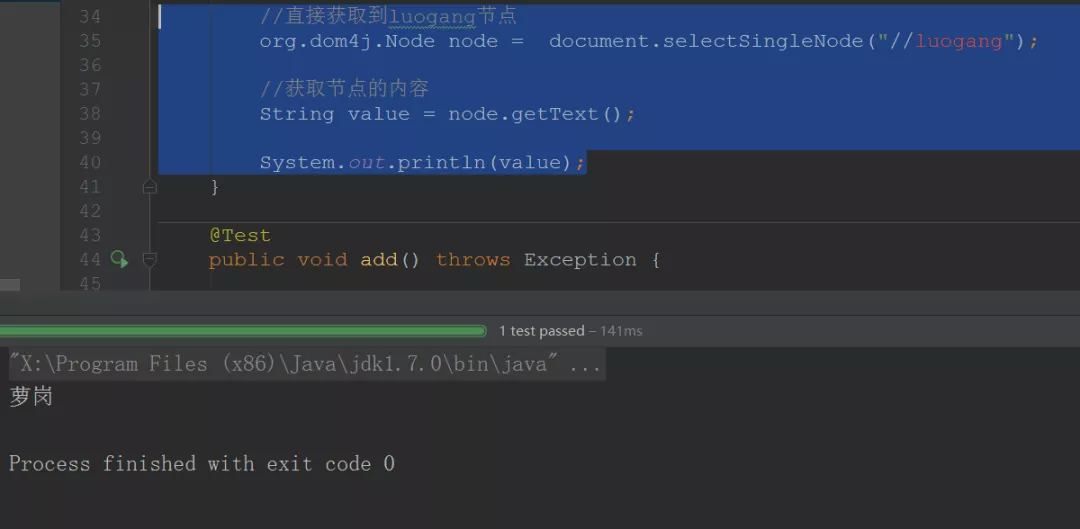 34 //直接获取到luogang节点
35 org.dom4j.Node node =  document.selectSingleNode("//luogang");
36
37 //获取节点的内容
38 String value = node.getText();
39
40 System.out.println(value);
41 }
42
43 @Test
44 public void add() throws Exception {
45
1 test passed – 141ms
"X:\Program Files (x86)\Java\jdk1.7.0\bin\java" ...
萝岗
Process finished with exit code 0